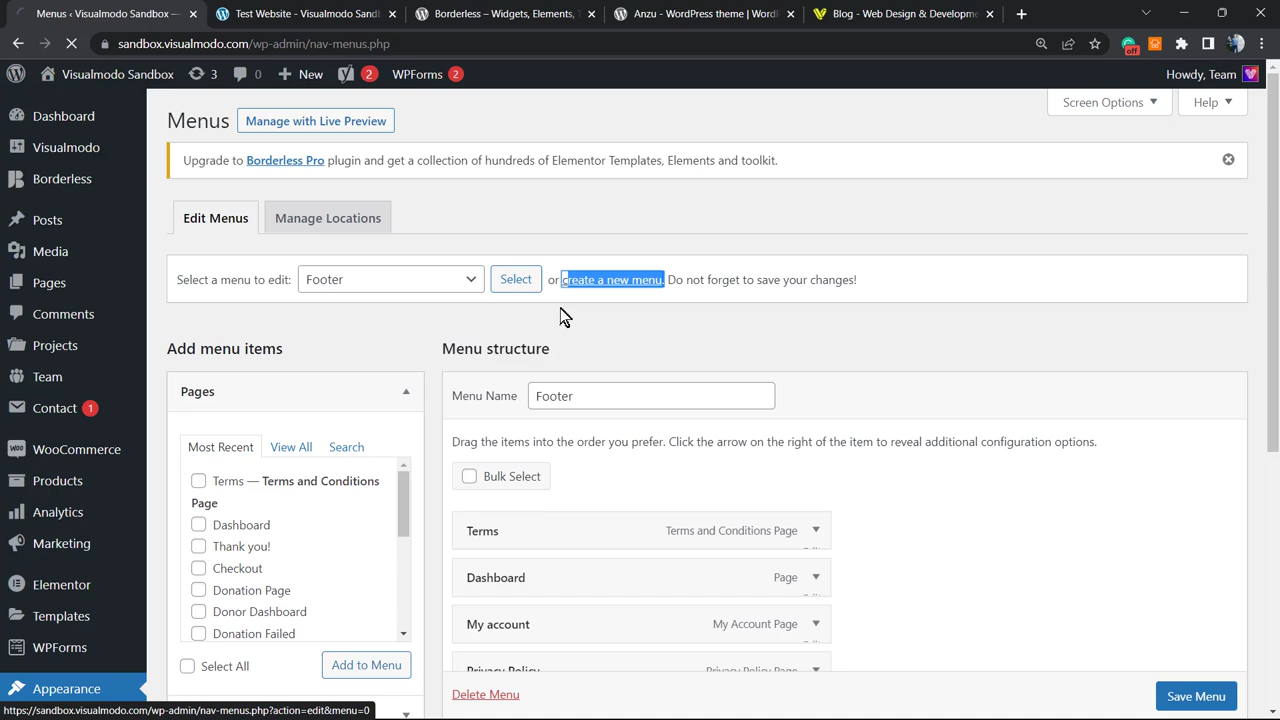 Menus ‹ Visualmodo Sandbox —
Test Website – Visualmodo Sandb
Borderless – Widgets, Elements, T
Anzu - WordPress theme | WordP
Blog - Web Design & Developme
sandbox.visualmodo.com/wp-admin/nav-menus.php
off
Visualmodo Sandbox
3
0
New
2
WPForms 2
Howdy, Team
Dashboard
Visualmodo
Borderless
Posts
Media
Pages
Comments
Projects
Team
Contact 1
WooCommerce
Products
Analytics
Marketing
Elementor
Templates
WPForms
Appearance
Screen Options
Help
Menus
Manage with Live Preview
Upgrade to Borderless Pro plugin and get a collection of hundreds of Elementor Templates, Elements and toolkit.
Edit Menus
Manage Locations
Select a menu to edit: Footer Select or create a new menu. Do not forget to save your changes!
Add menu items
Pages
Most Recent View All Search
Terms — Terms and Conditions
Page
Dashboard
Thank you!
Checkout
Donation Page
Donor Dashboard
Donation Failed
Select All
Add to Menu
Menu structure
Menu Name Footer
Drag the items into the order you prefer. Click the arrow on the right of the item to reveal additional configuration options.
Bulk Select
Terms Terms and Conditions Page
Dashboard Page
My account My Account Page
Privacy Policy Privacy Policy Page
Delete Menu
Save Menu
https://sandbox.visualmodo.com/wp-admin/nav-menus.php?action=edit&menu=0